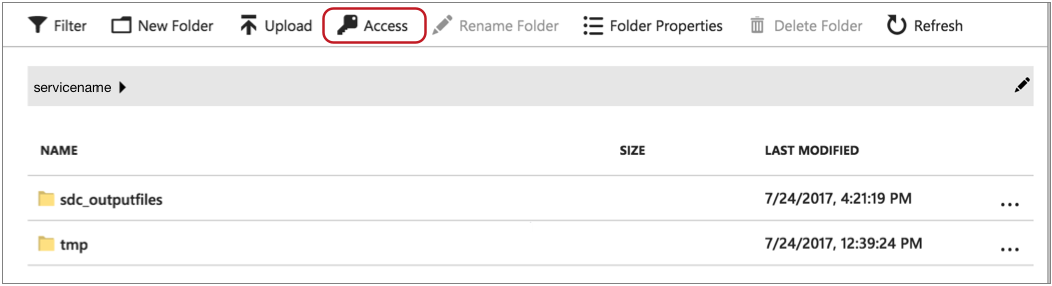 Filter New Folder Upload Access Rename Folder Folder Properties Delete Folder Refresh
servicename
NAME SIZE LAST MODIFIED
sdc_outputfiles 7/24/2017, 4:21:19 PM ...
tmp 7/24/2017, 12:39:24 PM ...